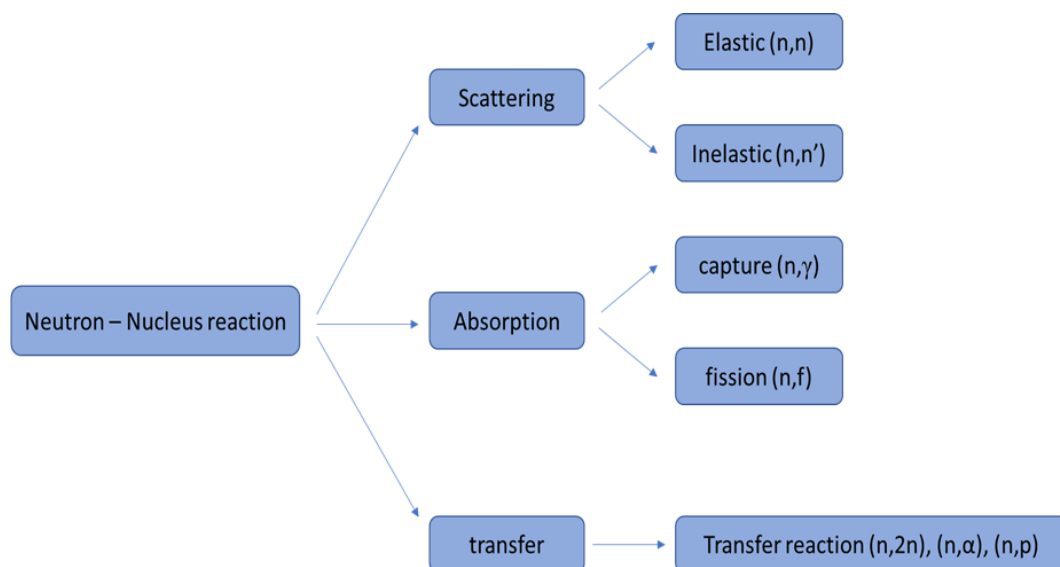 Elastic (n,n)
Scattering
Inelastic (n,n’)
capture (n,γ)
Neutron – Nucleus reaction
Absorption
fission (n,f)
transfer
Transfer reaction (n,2n), (n,α), (n,p)